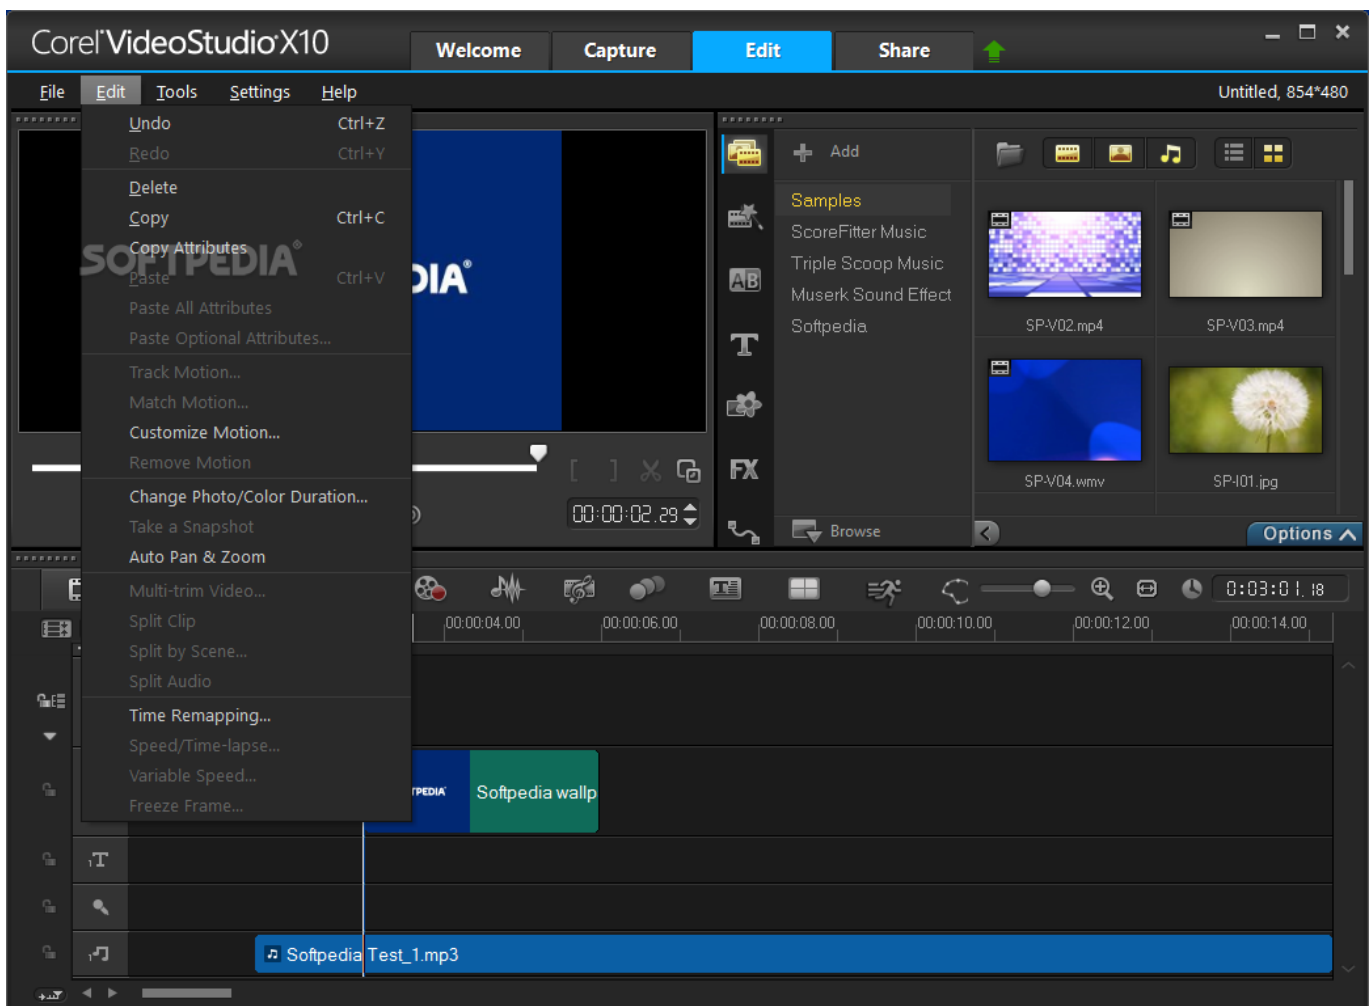 Corel VideoStudio X10
Welcome Capture Edit Share
File Edit Tools Settings Help
Untitled, 854*480
Undo Ctrl+Z
Redo Ctrl+Y
Delete
Copy Ctrl+C
Copy Attributes
Paste Ctrl+V
Paste All Attributes
Paste Optional Attributes...
Track Motion...
Match Motion...
Customize Motion...
Remove Motion
Change Photo/Color Duration...
Take a Snapshot
Auto Pan & Zoom
Multi-trim Video...
Split Clip
Split by Scene...
Split Audio
Time Remapping...
Speed/Time-lapse...
Variable Speed...
Freeze Frame...
SOFTPEDIA®
DIA®
00:00:02.29
Add
Samples
ScoreFitter Music
Triple Scoop Music
Muserk Sound Effect
Softpedia
Browse
AB
T
FX
SP-V02.mp4
SP-V03.mp4
SP-V04.wmv
SP-I01.jpg
Options
0:03:01.18
00:00:04.00 00:00:06.00 00:00:08.00 00:00:10.00 00:00:12.00 00:00:14.00
TPEDIA
Softpedia wallp
1T
1
Softpedia Test_1.mp3